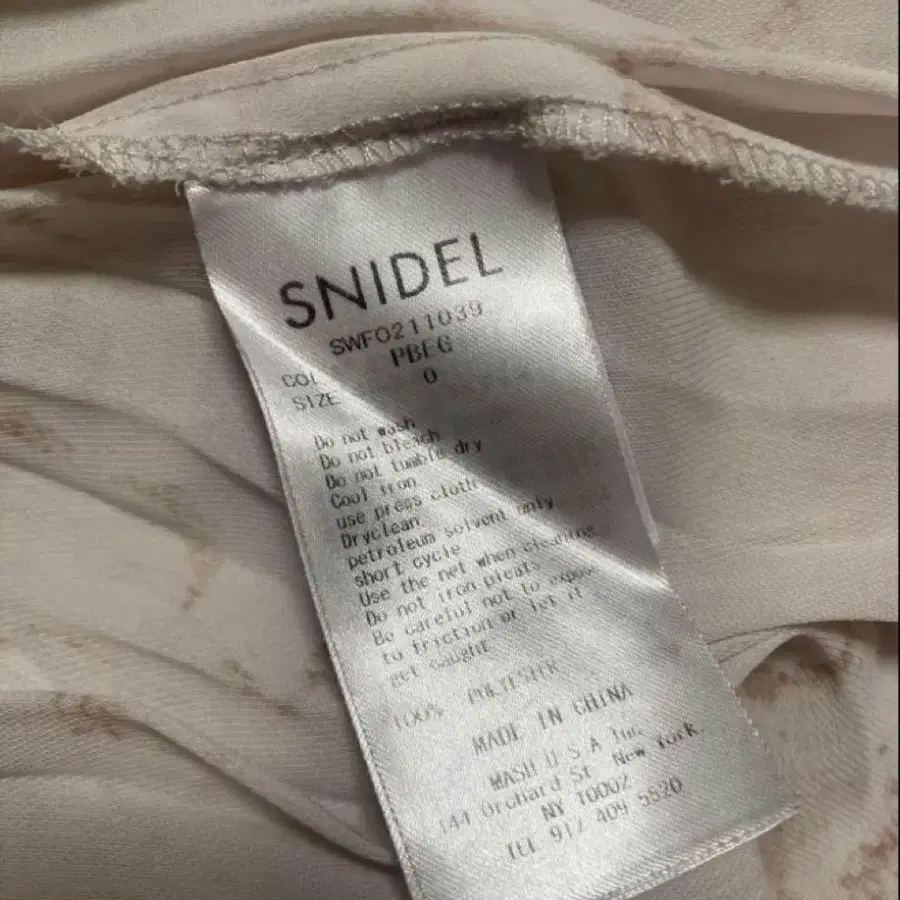 SNIDEL
SWFO211039
COL PBEG
SIZE 0
Do not wash
Do not bleach
Do not tumble dry
Cool iron
use press cloth
Dryclean
petroleum solvent only
short cycle
Use the net when cleaning
Do not iron pleats
Be careful not to expose
to friction or let it
get caught
100% POLYESTER
MADE IN CHINA
MASH U S A Inc.
144 Orchard St New York,
NY 10002
TEL 917 409 5520